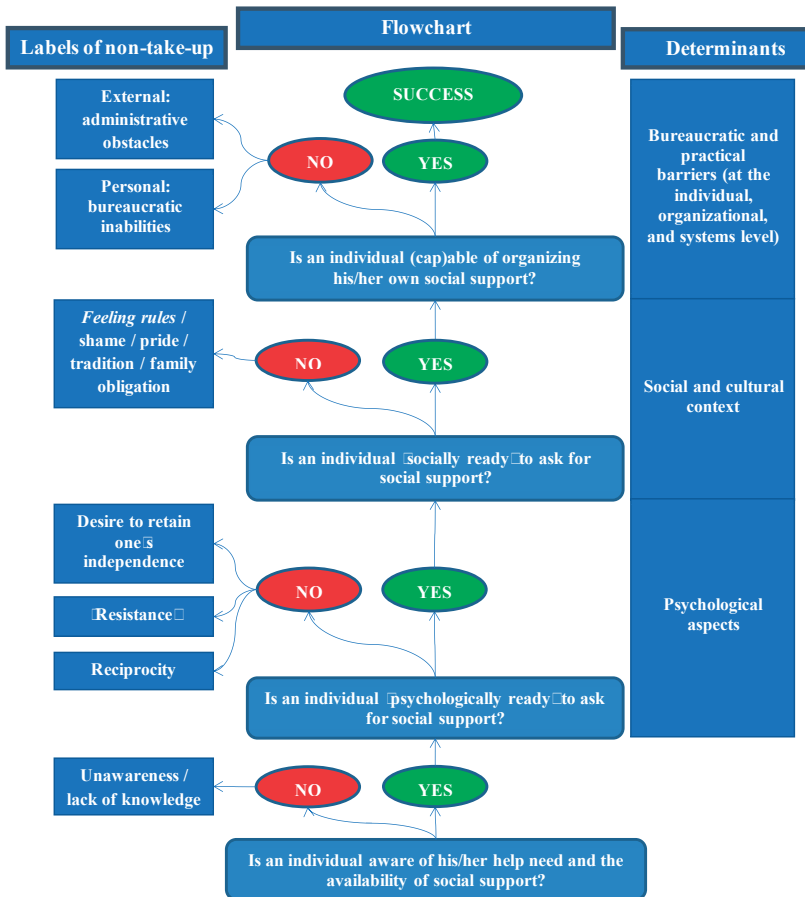 Labels of non-take-up
Flowchart
Determinants
External:
administrative
obstacles
Personal:
bureaucratic
inabilities
NO
YES
SUCCESS
Bureaucratic and
practical
barriers (at the
individual,
organizational,
and systems level)
Is an individual (cap)able of organizing
his/her own social support?
Feeling rules /
shame / pride /
tradition / family
obligation
NO
YES
Social and cultural
context
Is an individual □socially ready□ to ask for
social support?
Desire to retain
one□s
independence
□Resistance□
Reciprocity
NO
YES
Psychological
aspects
Is an individual □psychologically ready□ to ask
for social support?
Unawareness /
lack of knowledge
NO
YES
Is an individual aware of his/her help need and the
availability of social support?